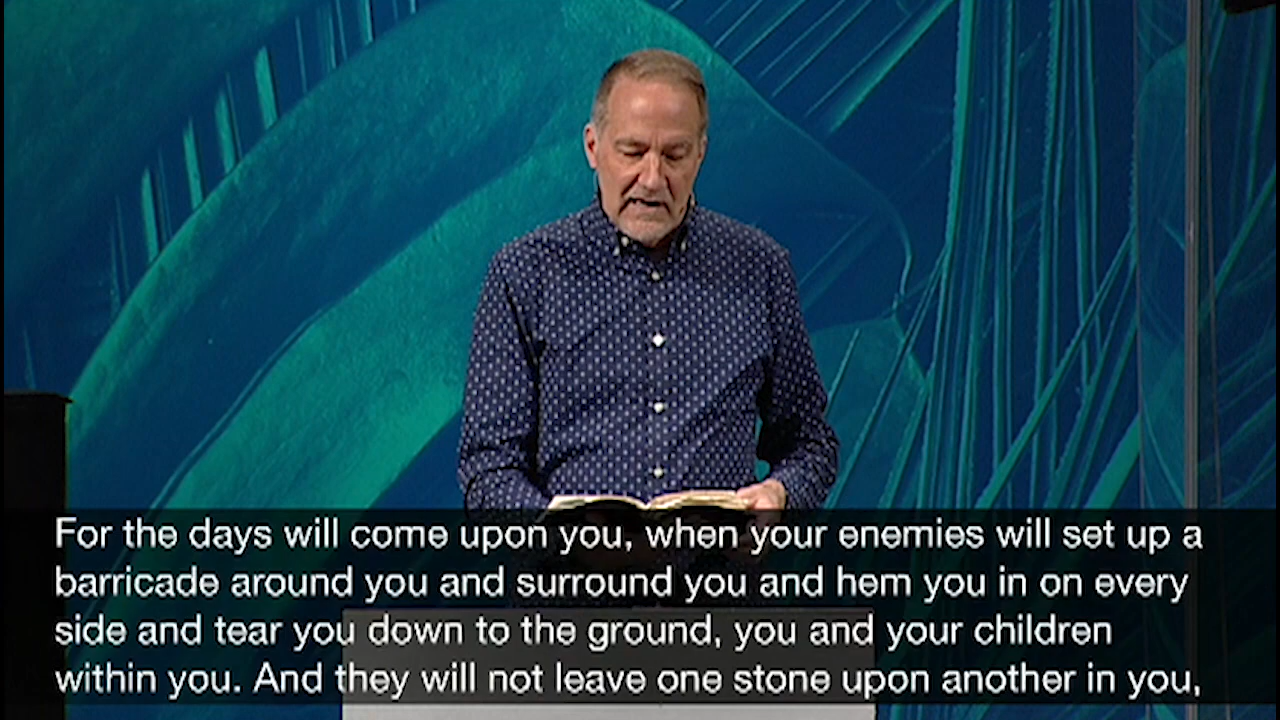 For the days will come upon you, when your enemies will set up a
barricade around you and surround you and hem you in on every
side and tear you down to the ground, you and your children
within you. And they will not leave one stone upon another in you,